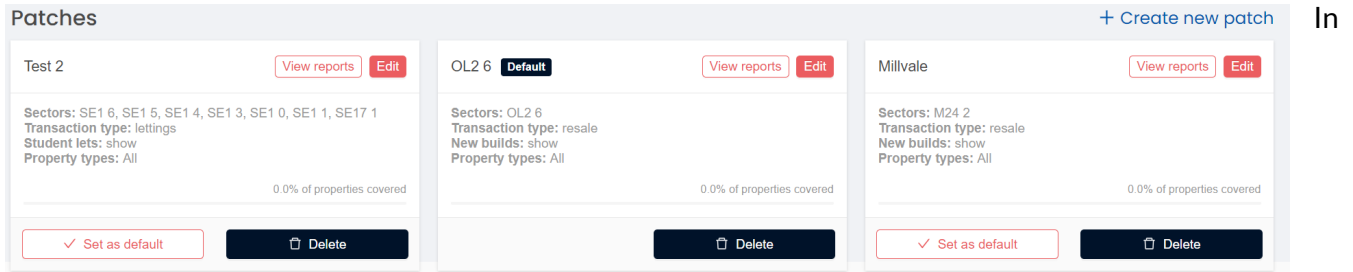 Patches
+ Create new patch
In
Test 2
View reports
Edit
Sectors: SE1 6, SE1 5, SE1 4, SE1 3, SE1 0, SE1 1, SE17 1
Transaction type: lettings
Student lets: show
Property types: All
0.0% of properties covered
Set as default
Delete
OL2 6 Default
View reports
Edit
Sectors: OL2 6
Transaction type: resale
New builds: show
Property types: All
0.0% of properties covered
Delete
Millvale
View reports
Edit
Sectors: M24 2
Transaction type: resale
New builds: show
Property types: All
0.0% of properties covered
Set as default
Delete